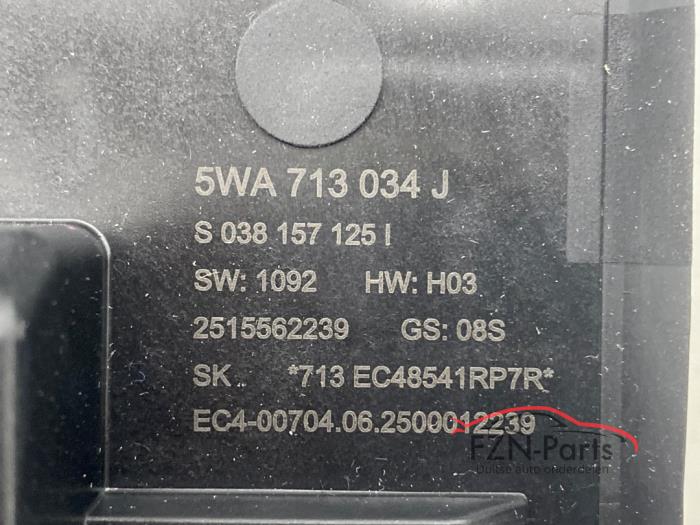 5WA 713 034 J
S 038 157 125 I
SW: 1092 HW: H03
2515562239 GS: 08S
SK *713 EC48541RP7R*
EC4-00704.06.2500012239
FZN-Parts
Duitse auto onderdelen